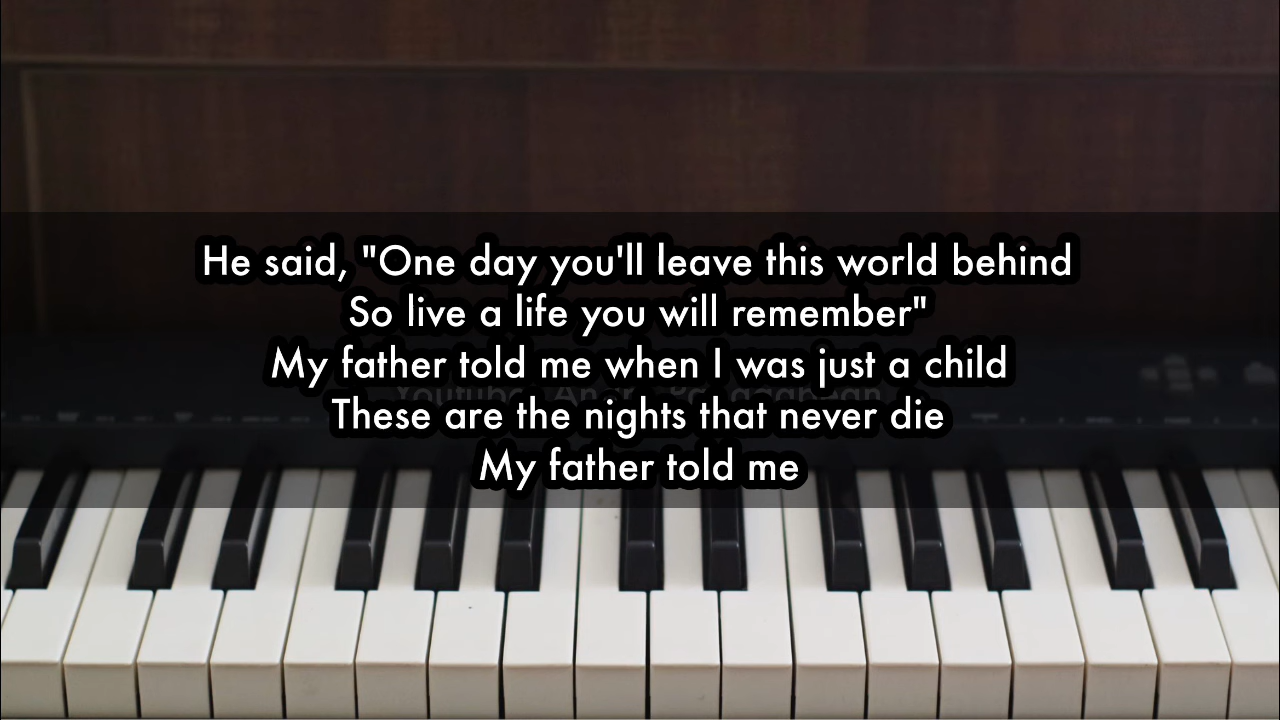 He said, "One day you'll leave this world behind
So live a life you will remember"
My father told me when I was just a child
These are the nights that never die
My father told me